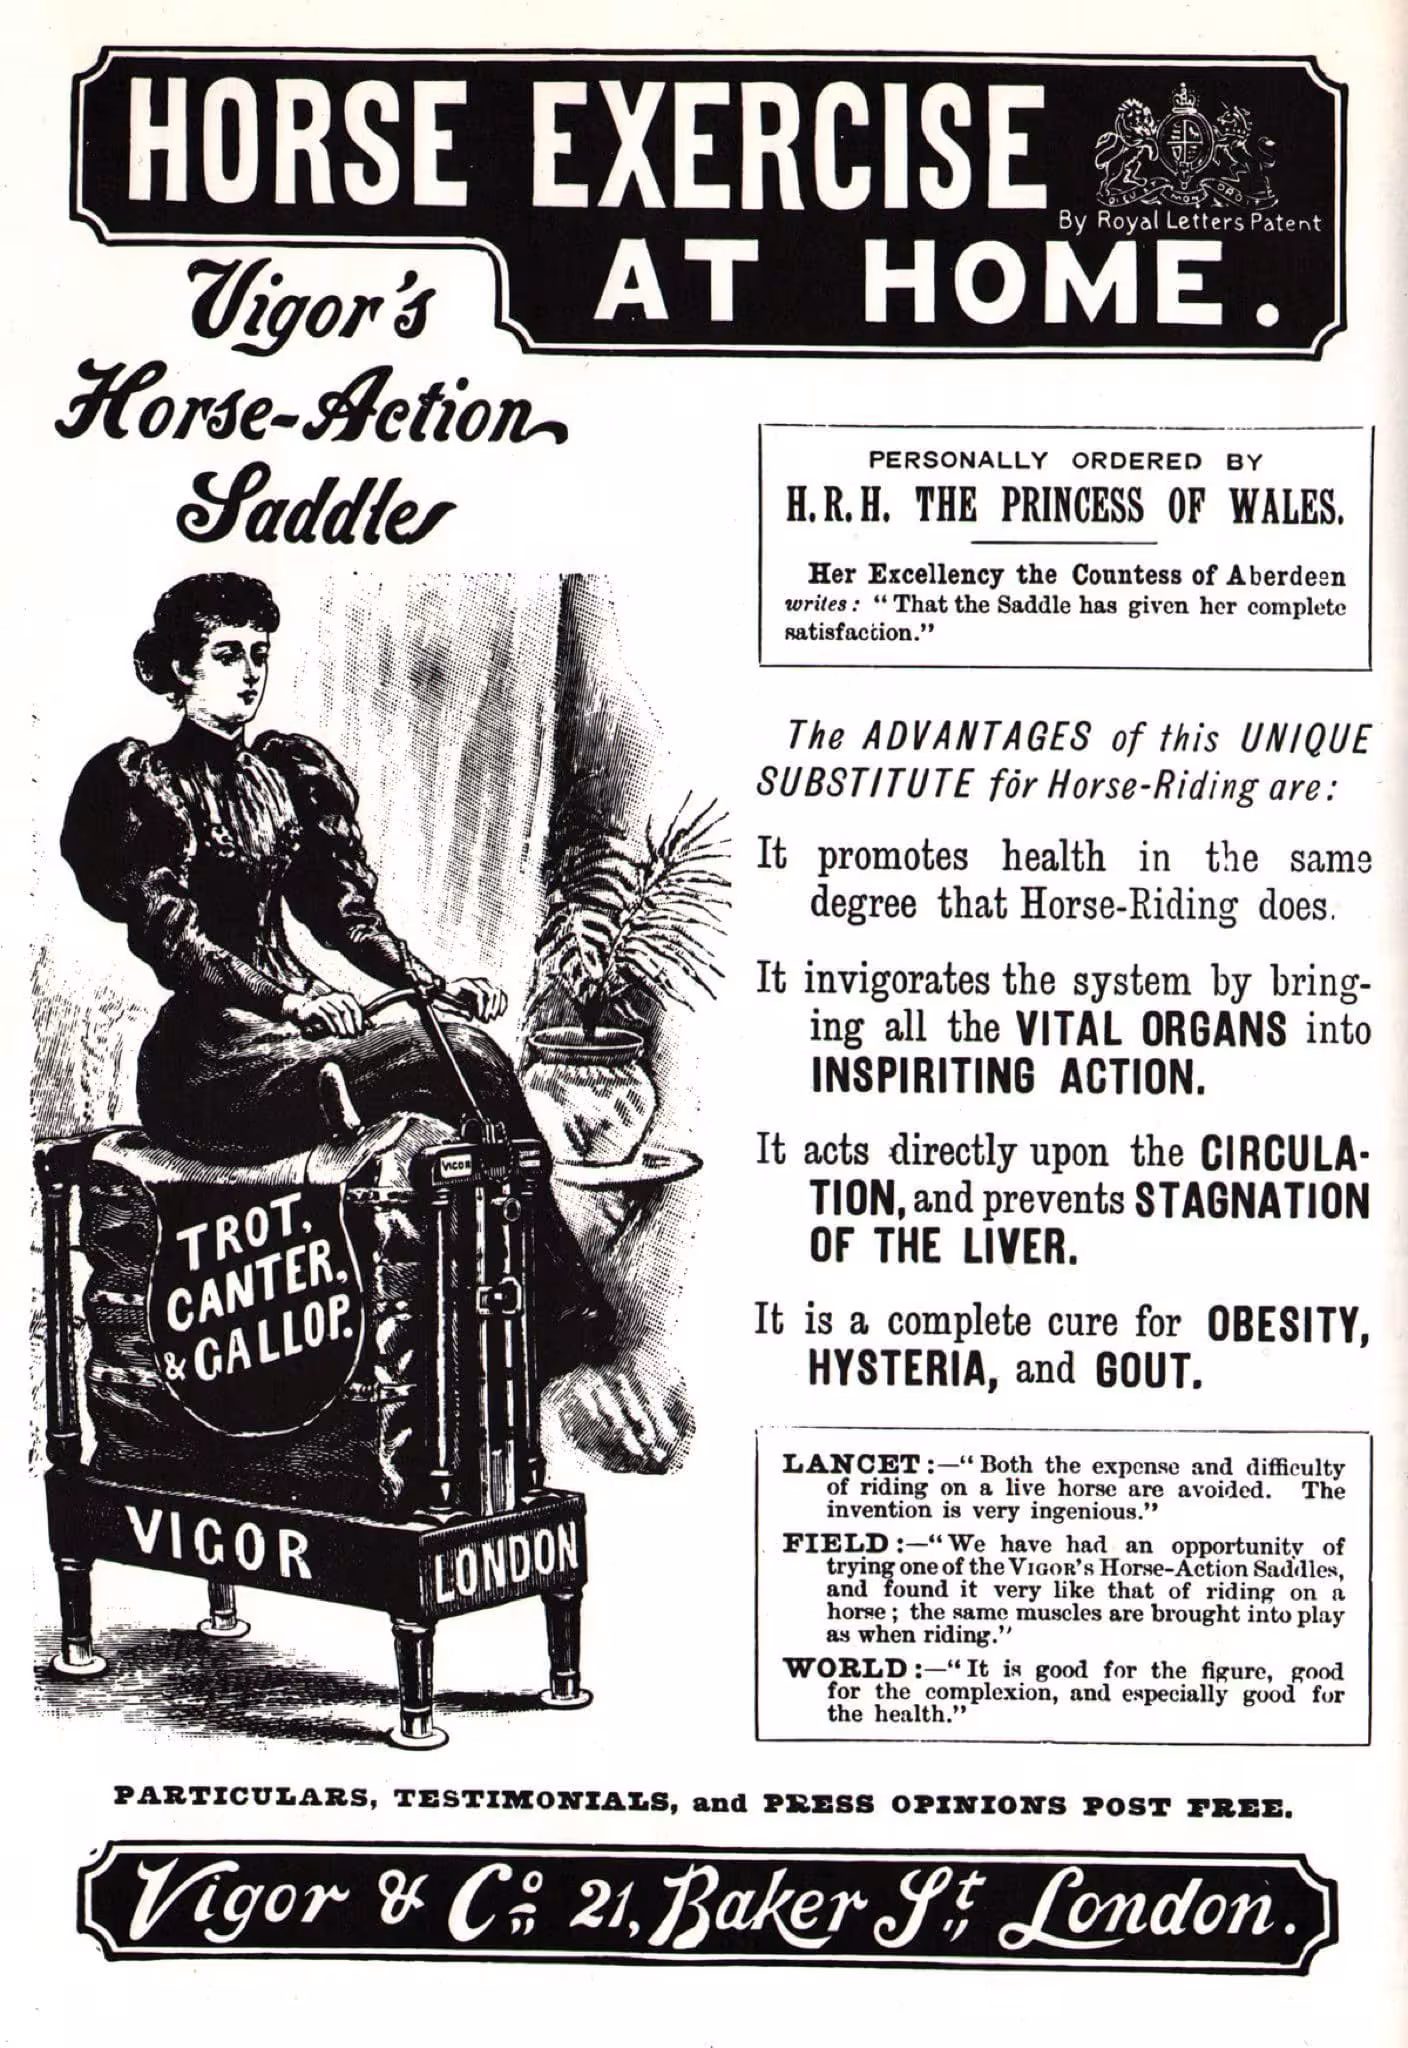 HORSE EXERCISE
DIEU ET MON DROIT
By Royal Letters Patent
AT HOME.
Vigor's
Horse-Action
Saddle
PERSONALLY ORDERED BY
H.R.H. THE PRINCESS OF WALES.
Her Excellency the Countess of Aberdeen
writes: "That the Saddle has given her complete
satisfaction."
The ADVANTAGES of this UNIQUE
SUBSTITUTE for Horse-Riding are:
It promotes health in the same
degree that Horse-Riding does.
It invigorates the system by bring-
ing all the VITAL ORGANS into
INSPIRITING ACTION.
It acts directly upon the CIRCULA-
TION, and prevents STAGNATION
OF THE LIVER.
It is a complete cure for OBESITY,
HYSTERIA, and GOUT.
VIGOR
TROT,
CANTER,
& GALLOP.
VIGOR
LONDON
LANCET:—"Both the expense and difficulty
of riding on a live horse are avoided. The
invention is very ingenious."
FIELD:—"We have had an opportunity of
trying one of the VIGOR'S Horse-Action Saddles,
and found it very like that of riding on a
horse; the same muscles are brought into play
as when riding."
WORLD:—"It is good for the figure, good
for the complexion, and especially good for
the health."
PARTICULARS, TESTIMONIALS, and PRESS OPINIONS POST FREE.
Vigor & Co. 21, Baker St., London.